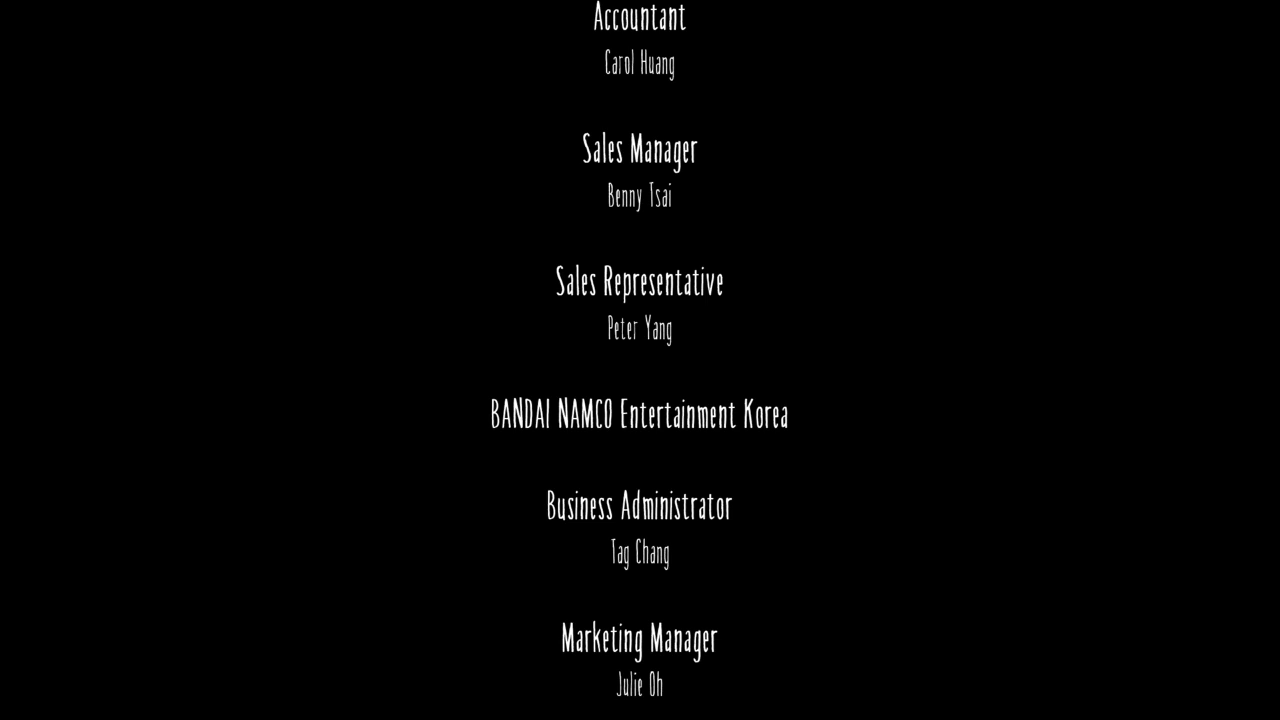 Accountant
Carol Huang
Sales Manager
Benny Tsai
Sales Representative
Peter Yang
BANDAI NAMCO Entertainment Korea
Business Administrator
Tag Chang
Marketing Manager
Julie Oh